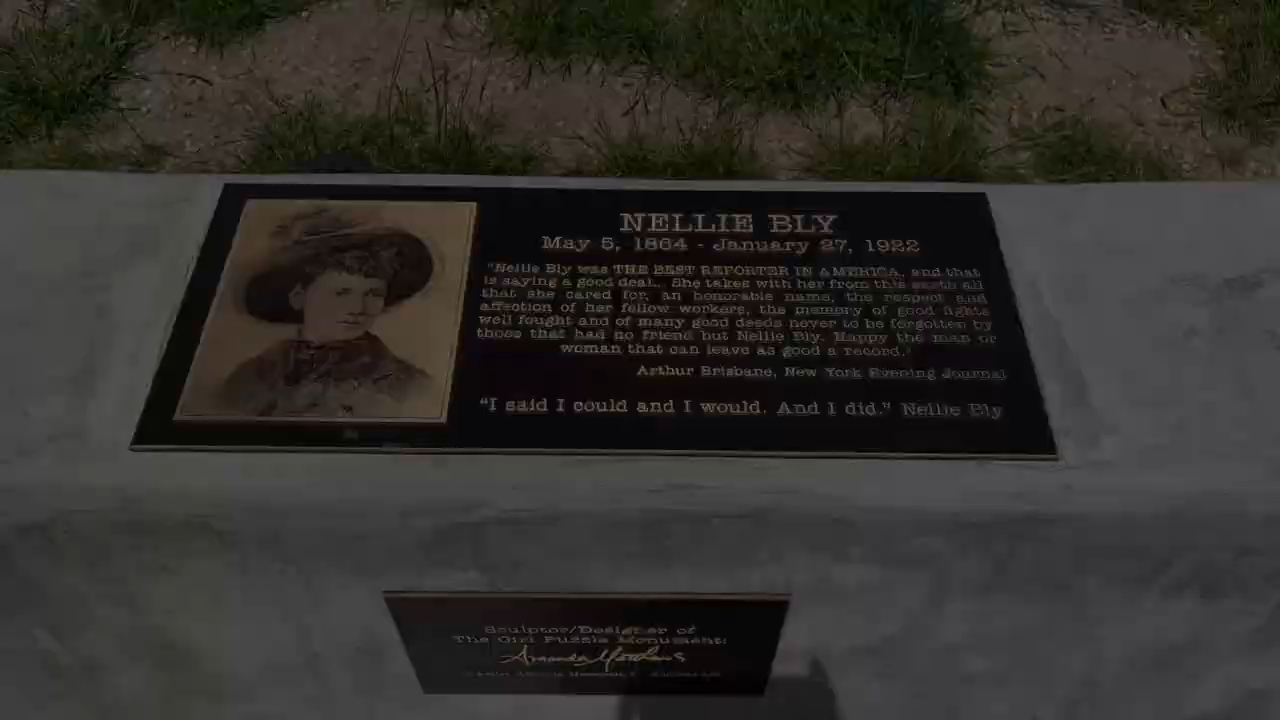 NELLIE BLY
May 5, 1864 - January 27, 1922
"Nellie Bly was THE BEST REPORTER IN AMERICA, and that
is saying a good deal... She takes with her from this earth all
that she cared for, an honorable name, the respect and
affection of her fellow workers, the memory of good fights
well fought and of many good deeds never to be forgotten by
those that had no friend but Nellie Bly. Happy the man or
woman that can leave as good a record."
Arthur Brisbane, New York Evening Journal
"I said I could and I would. And I did." Nellie Bly
Sculptor/Designer of
The Girl Puzzle Monument:
Amanda Matthews